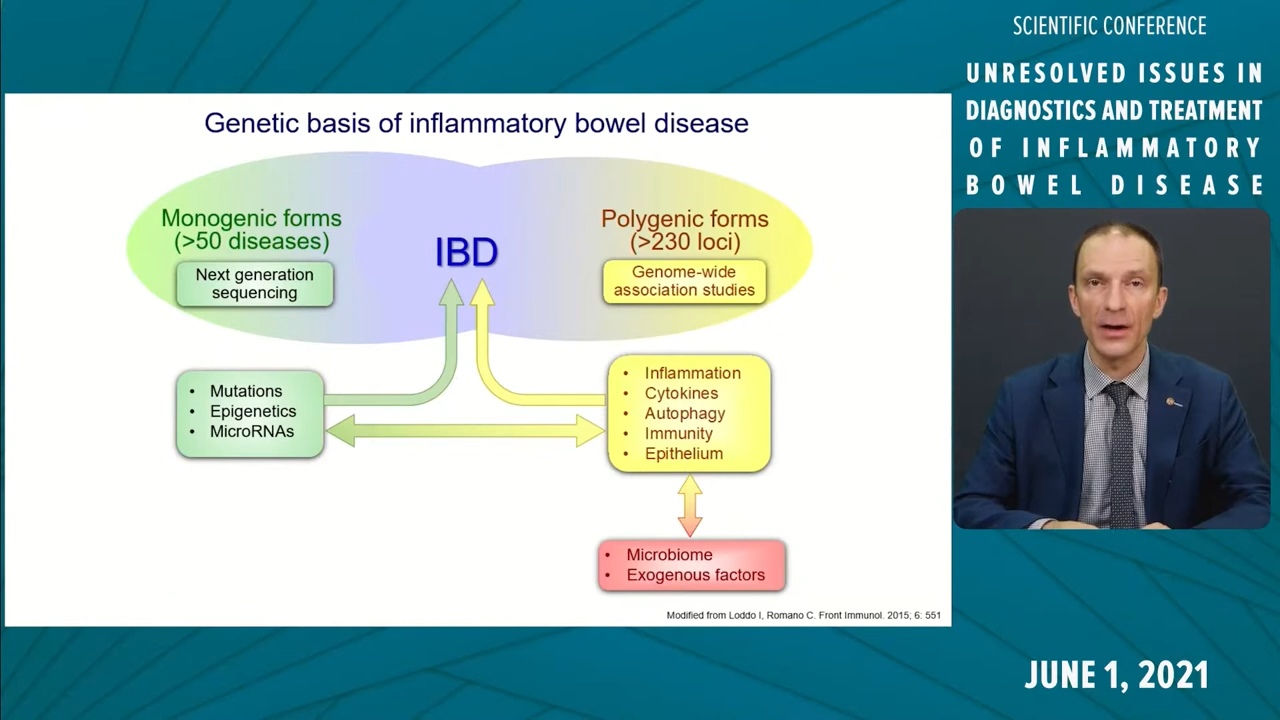 SCIENTIFIC CONFERENCE
UNRESOLVED ISSUES IN
DIAGNOSTICS AND TREATMENT
OF INFLAMMATORY
BOWEL DISEASE
Genetic basis of inflammatory bowel disease
Monogenic forms
(>50 diseases)
Next generation
sequencing
IBD
Polygenic forms
(>230 loci)
Genome-wide
association studies
• Mutations
• Epigenetics
• MicroRNAs
• Inflammation
• Cytokines
• Autophagy
• Immunity
• Epithelium
• Microbiome
• Exogenous factors
Modified from Loddo I, Romano C. Front Immunol. 2015; 6: 551
JUNE 1, 2021